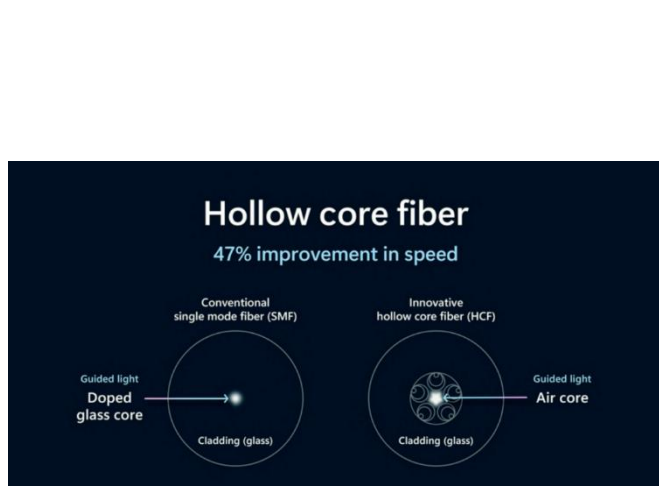 Hollow core fiber
47% improvement in speed
Conventional
single mode fiber (SMF)
Innovative
hollow core fiber (HCF)
Guided light
Doped
glass core
Cladding (glass)
Guided light
Air core
Cladding (glass)